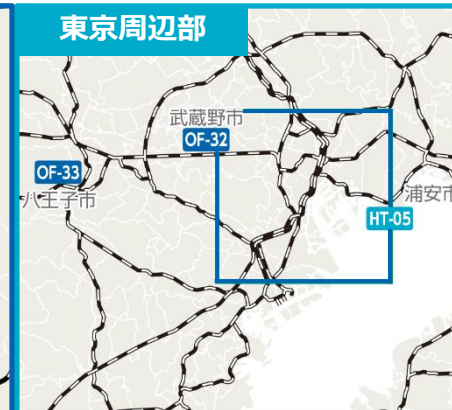 東京周辺部
武蔵野市
OF-32
OF-33
八王子市
浦安市
HT-05